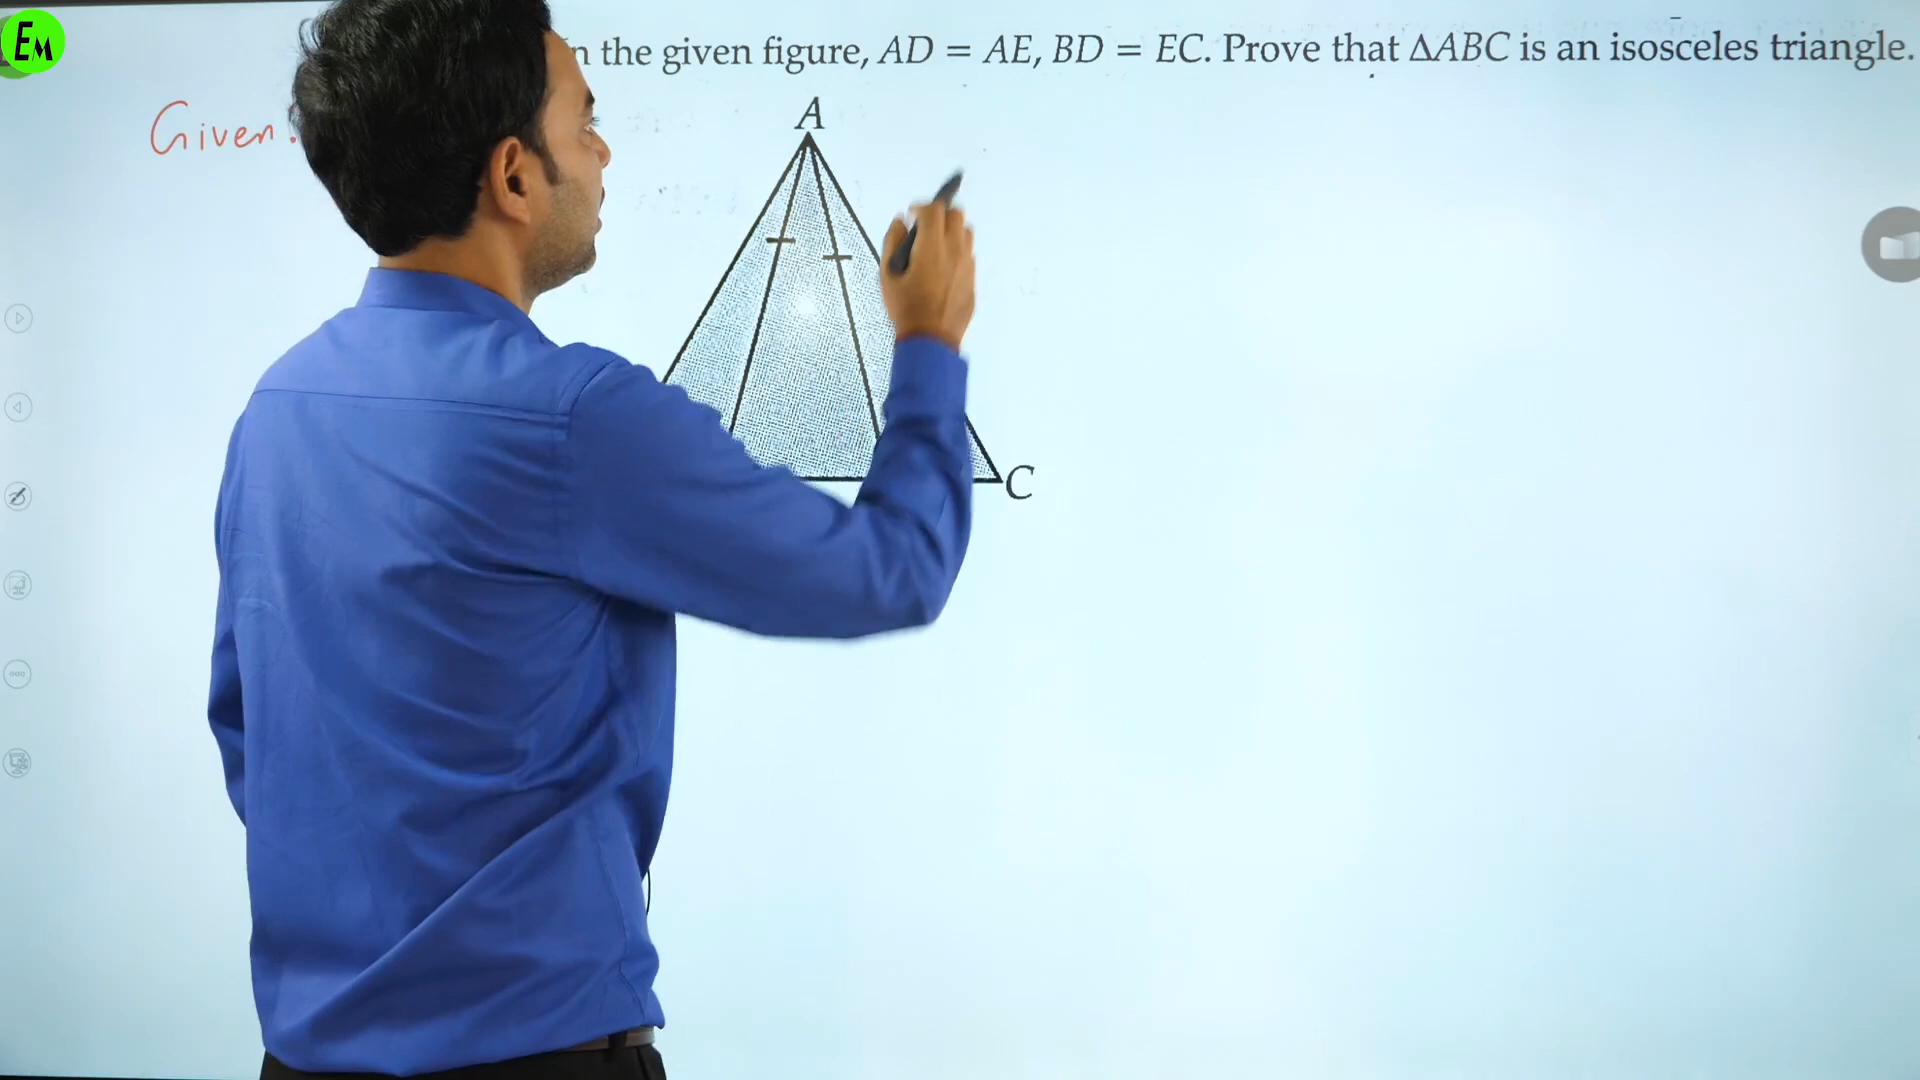 EM
n the given figure, AD = AE, BD = EC. Prove that ΔABC is an isosceles triangle.
Given:
A
C